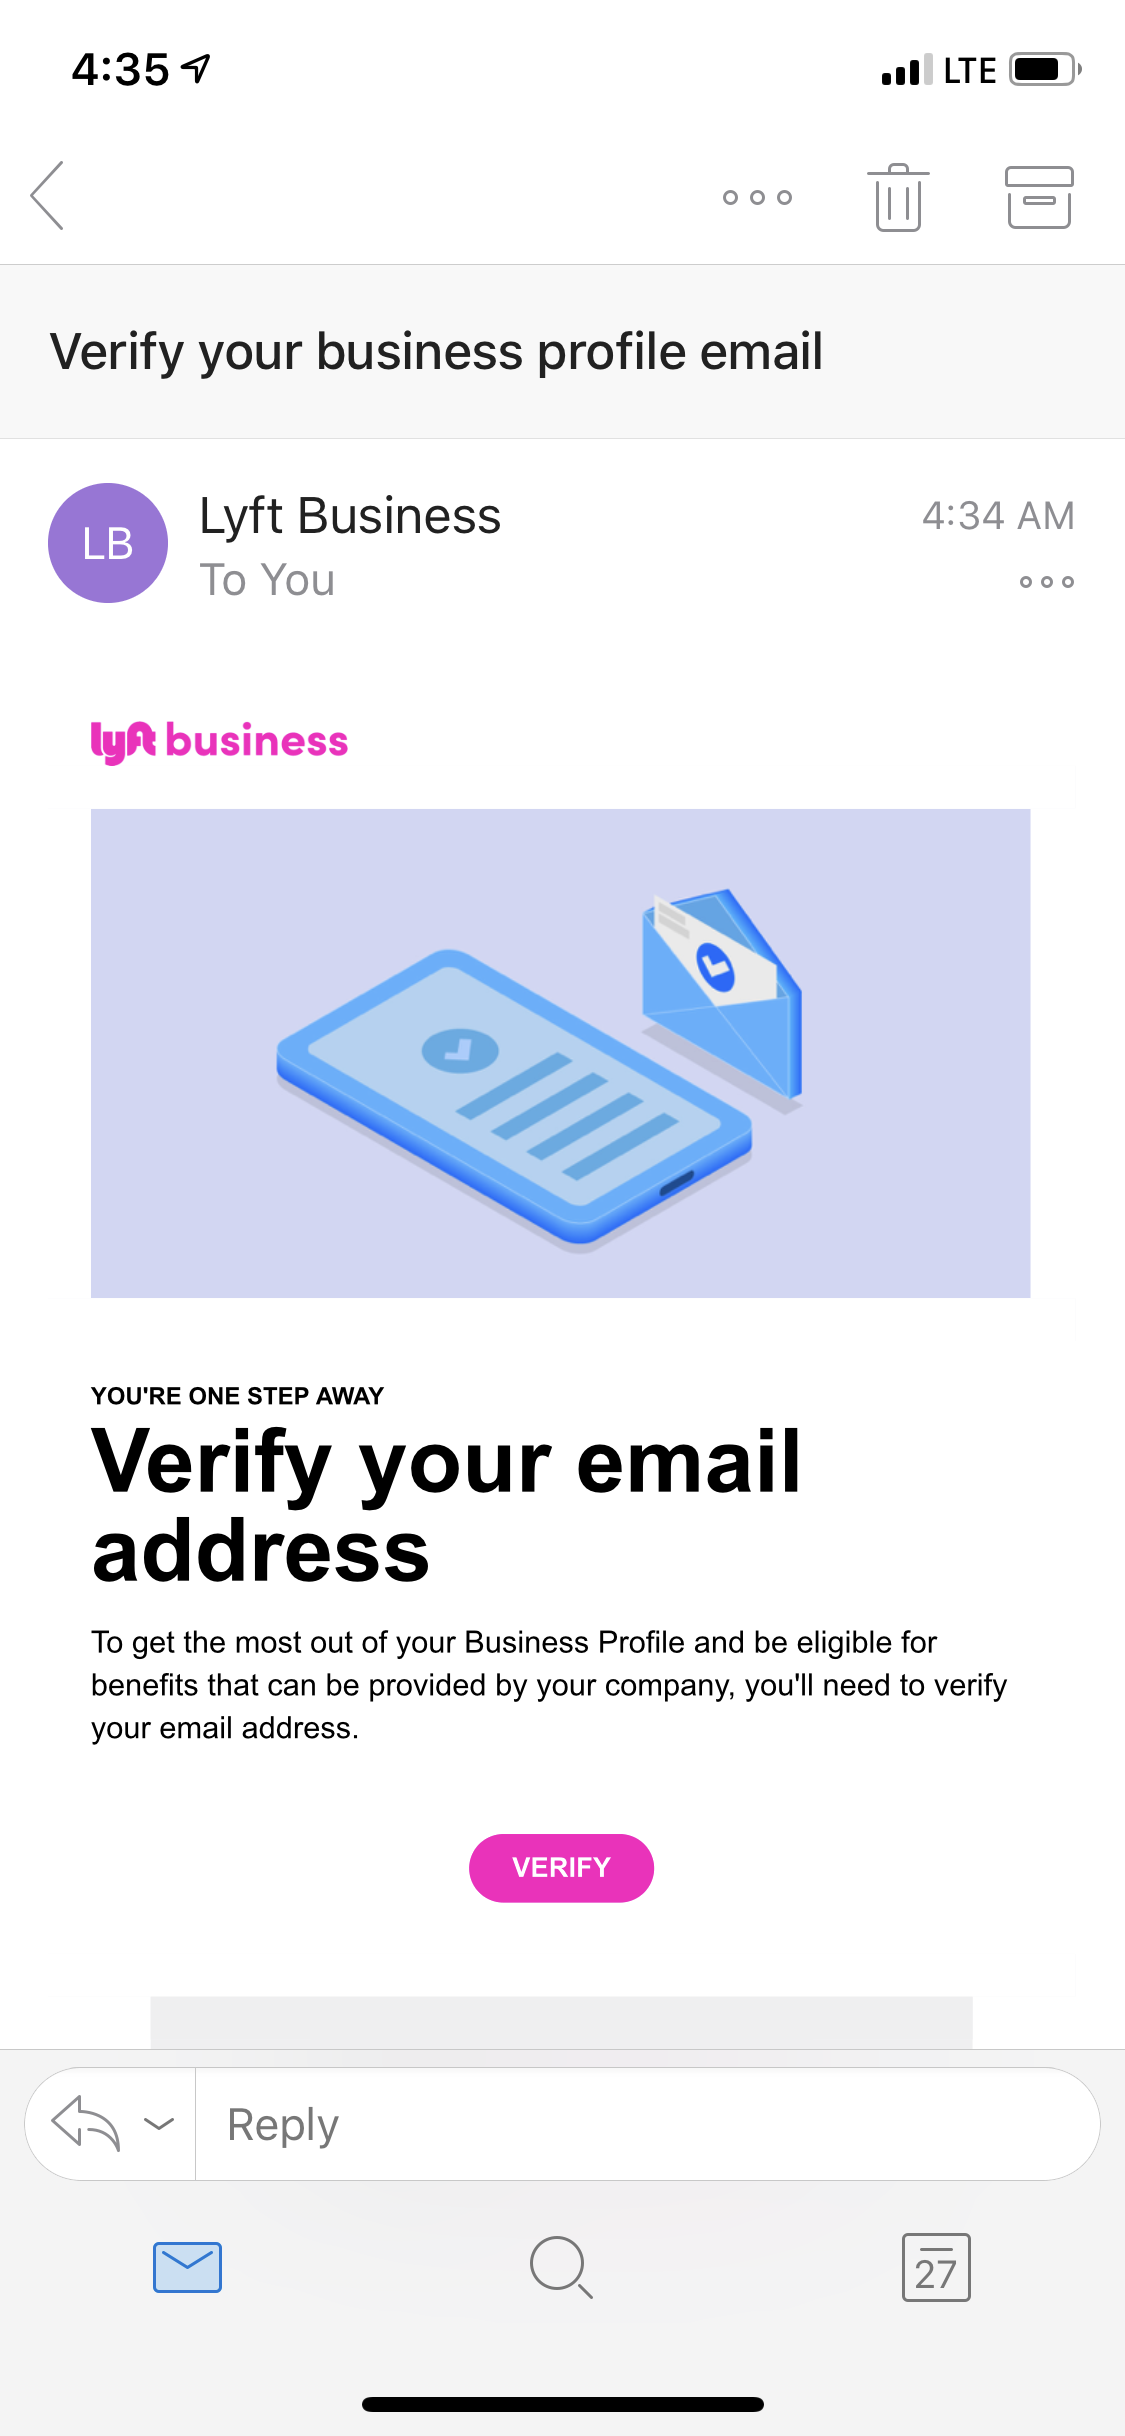 4:35 LTE
Verify your business profile email
LB Lyft Business 4:34 AM
To You
lyft business
YOU'RE ONE STEP AWAY
Verify your email
address
To get the most out of your Business Profile and be eligible for
benefits that can be provided by your company, you'll need to verify
your email address.
VERIFY
Reply
27